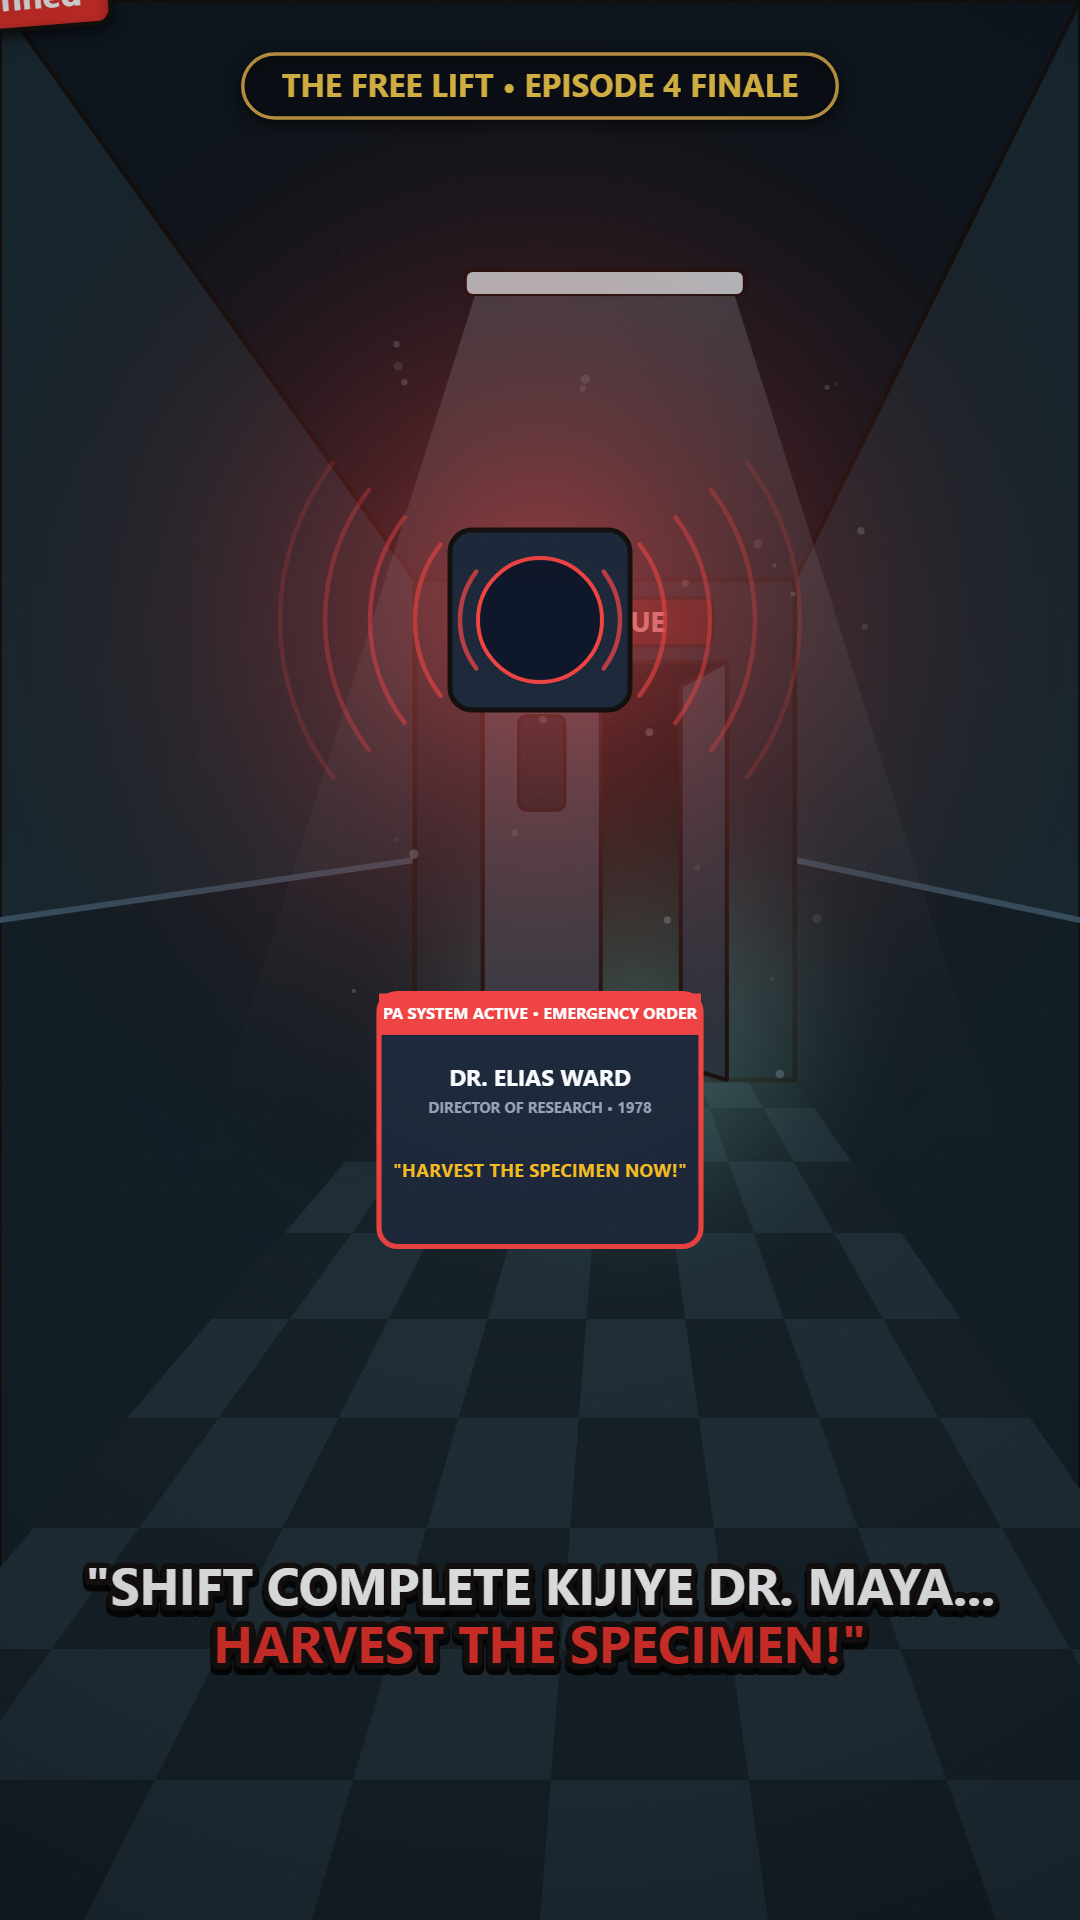 THE FREE LIFT • EPISODE 4 FINALE
UE
PA SYSTEM ACTIVE • EMERGENCY ORDER
DR. ELIAS WARD
DIRECTOR OF RESEARCH • 1978
"HARVEST THE SPECIMEN NOW!"
"SHIFT COMPLETE KIJIYE DR. MAYA...
HARVEST THE SPECIMEN!"